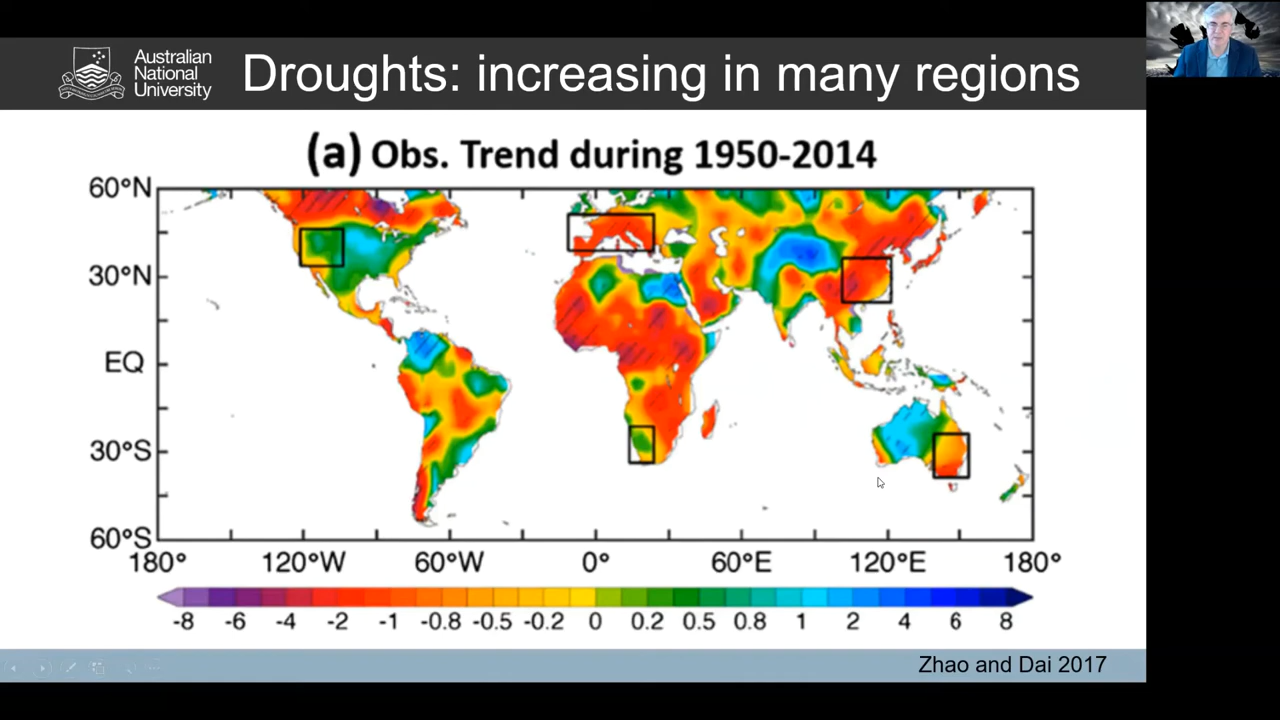 Australian
National
University
Droughts: increasing in many regions
(a) Obs. Trend during 1950-2014
60°N
30°N
EQ
30°S
60°S
180° 120°W 60°W 0° 60°E 120°E 180°
-8 -6 -4 -2 -1 -0.8 -0.5 -0.2 0 0.2 0.5 0.8 1 2 4 6 8
Zhao and Dai 2017